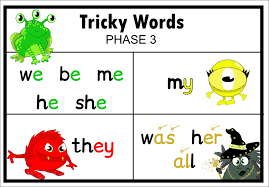 Tricky Words
PHASE 3
we be me
he she
my
they
was her
all